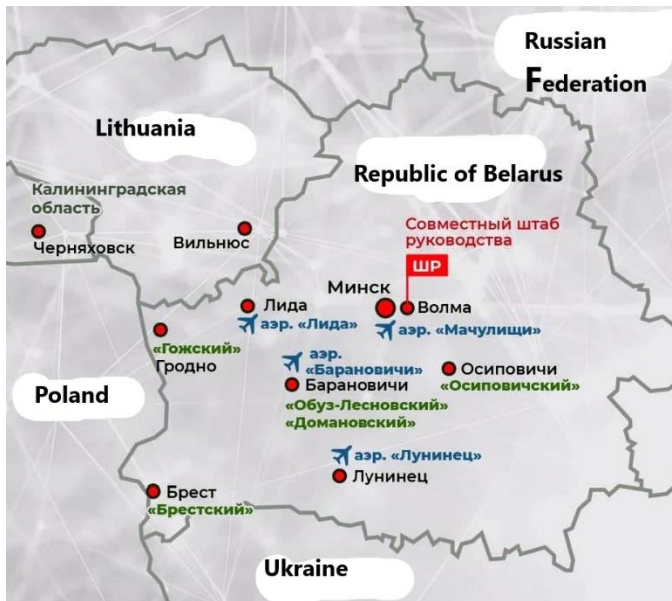 Russian
Federation
Lithuania
Republic of Belarus
Калининградская
область
Черняховск
Вильнюс
Совместный штаб
руководства
ШР
Минск
Волма
Лида
аэр. «Лида»
аэр. «Мачулищи»
«Гожский»
Гродно
аэр.
«Барановичи»
Барановичи
«Обуз-Лесновский»
«Домановский»
Осиповичи
«Осиповичский»
Poland
аэр. «Лунинец»
Лунинец
Брест
«Брестский»
Ukraine